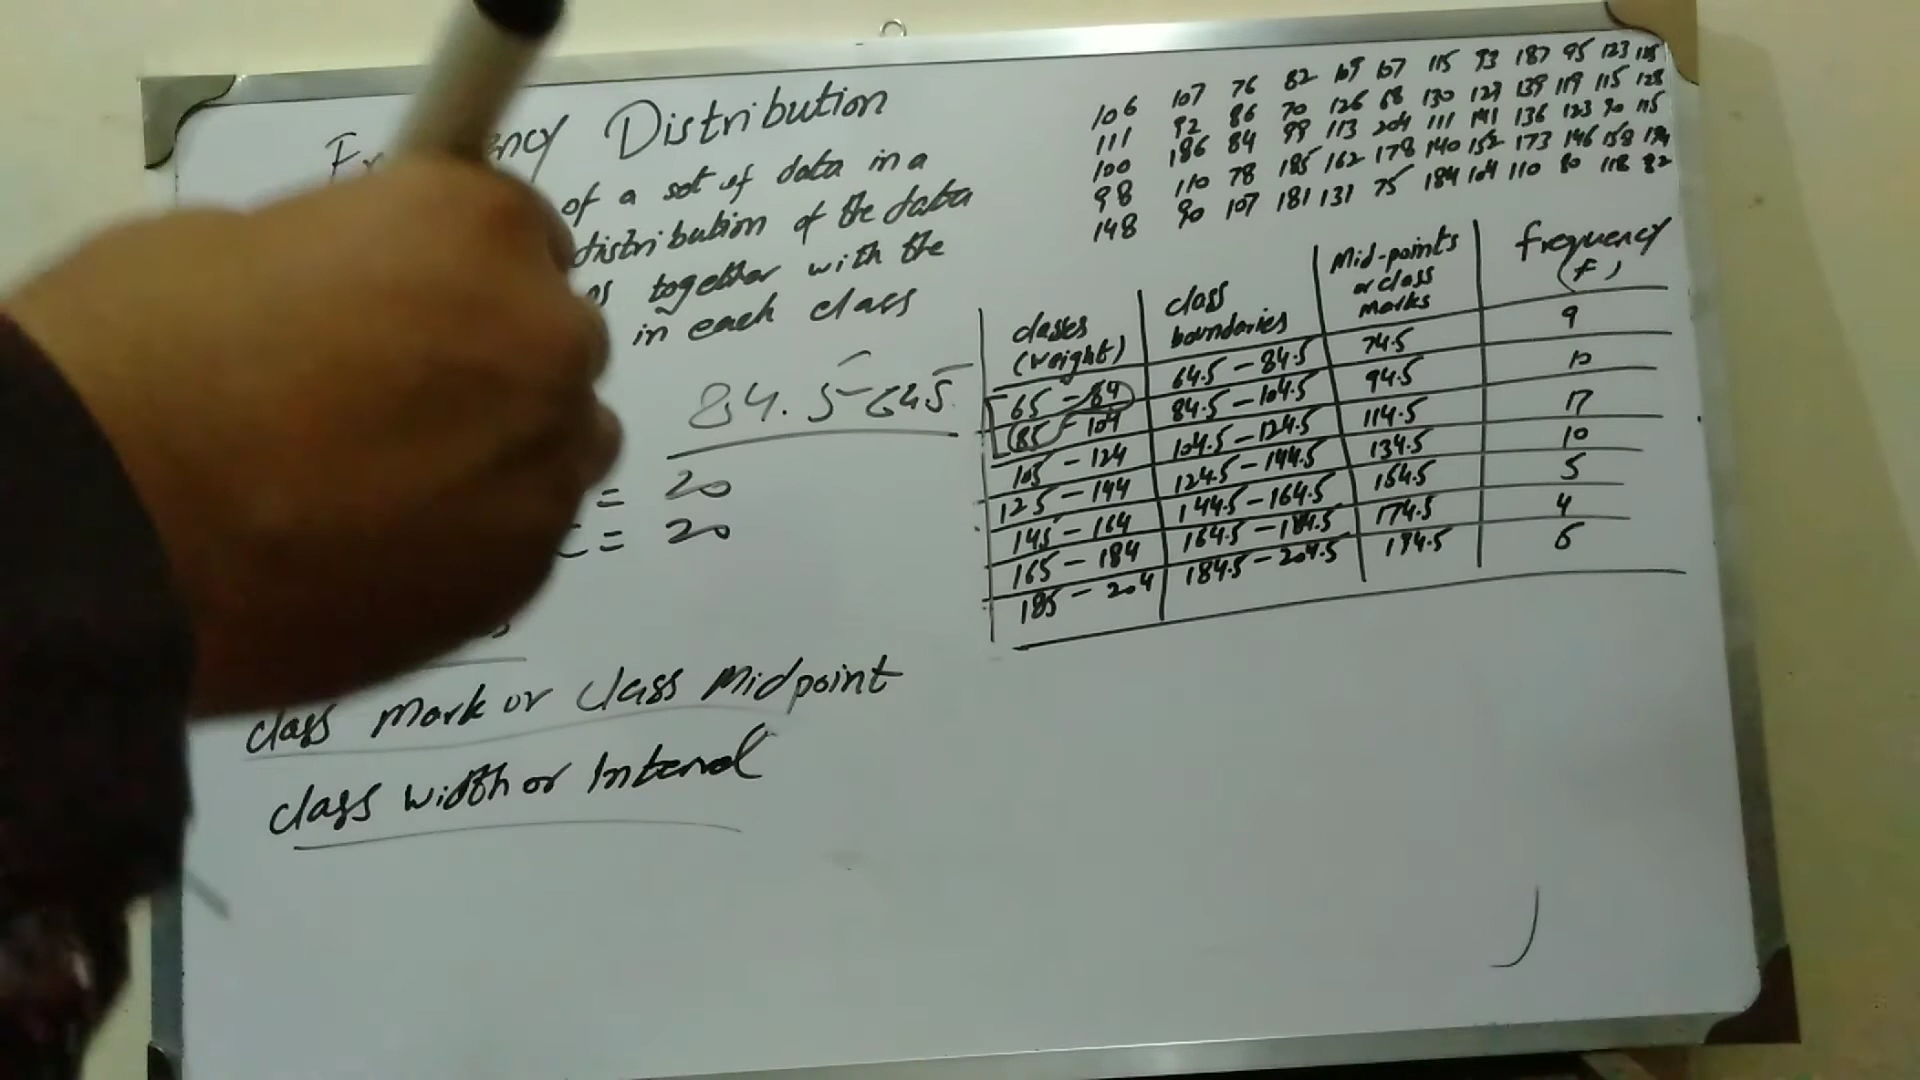 Distribution
of a set of data in a
distribution of the data
together with the
in each class
84.5-64.5
= 20
= 20
class Mark or Class Midpoint
class width or Interval
106 107 76 82 109 107 115 93 187 95 123 125
111 92 86 70 126 68 130 129 139 119 115 128
100 186 84 99 113 204 111 141 136 123 90 115
98 110 78 185 162 178 140 152 173 146 158 194
148 90 107 181 131 75 184 104 110 80 118 82
classes (weight) class boundaries Mid-points or class marks frequency (f)
65 - 84 64.5 - 84.5 74.5 9
85 - 104 84.5 - 104.5 94.5 10
105 - 124 104.5 - 124.5 114.5 17
125 - 144 124.5 - 144.5 134.5 10
145 - 164 144.5 - 164.5 154.5 5
165 - 184 164.5 - 184.5 174.5 4
185 - 204 184.5 - 204.5 194.5 5